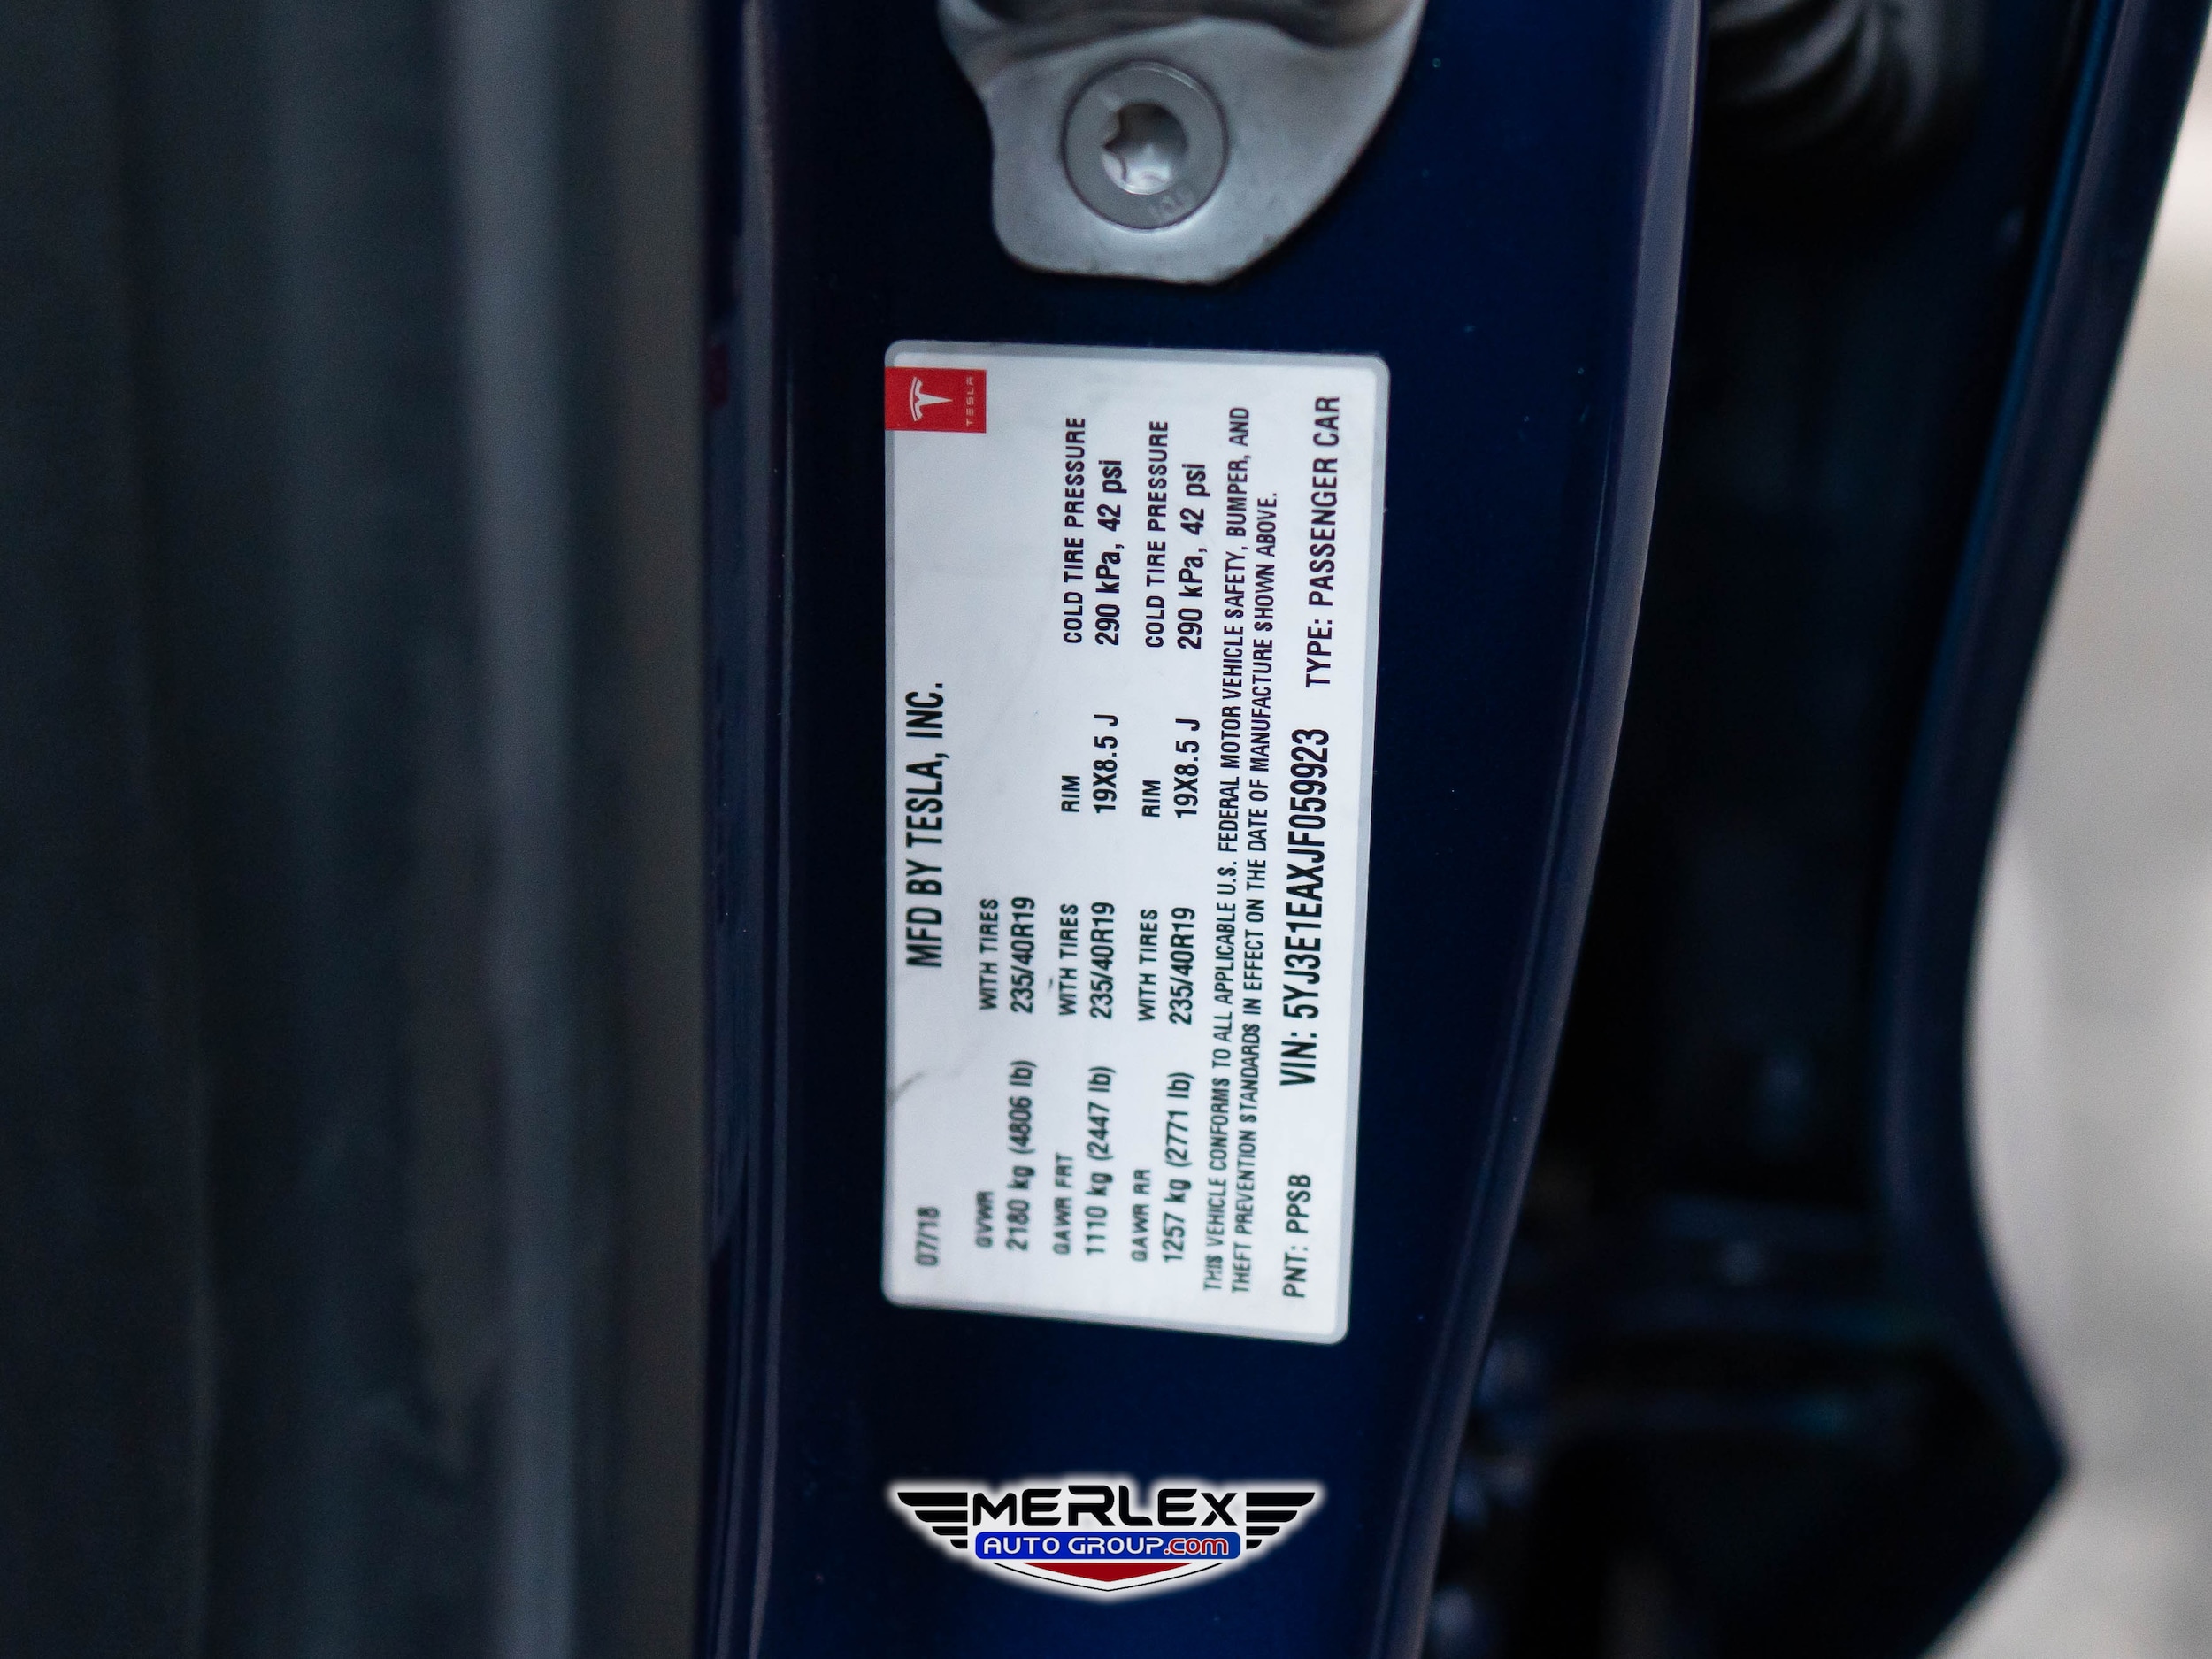 TESLA
07/18 MFD BY TESLA, INC.
GVWR WITH TIRES
2180 kg (4806 lb) 235/40R19
GAWR FRT WITH TIRES RIM COLD TIRE PRESSURE
1110 kg (2447 lb) 235/40R19 19X8.5 J 290 kPa, 42 psi
GAWR RR WITH TIRES RIM COLD TIRE PRESSURE
1257 kg (2771 lb) 235/40R19 19X8.5 J 290 kPa, 42 psi
THIS VEHICLE CONFORMS TO ALL APPLICABLE U.S. FEDERAL MOTOR VEHICLE SAFETY, BUMPER, AND
THEFT PREVENTION STANDARDS IN EFFECT ON THE DATE OF MANUFACTURE SHOWN ABOVE.
PNT: PPSB VIN: 5YJ3E1EAXJF059923 TYPE: PASSENGER CAR
MERLEX
AUTO GROUP.com